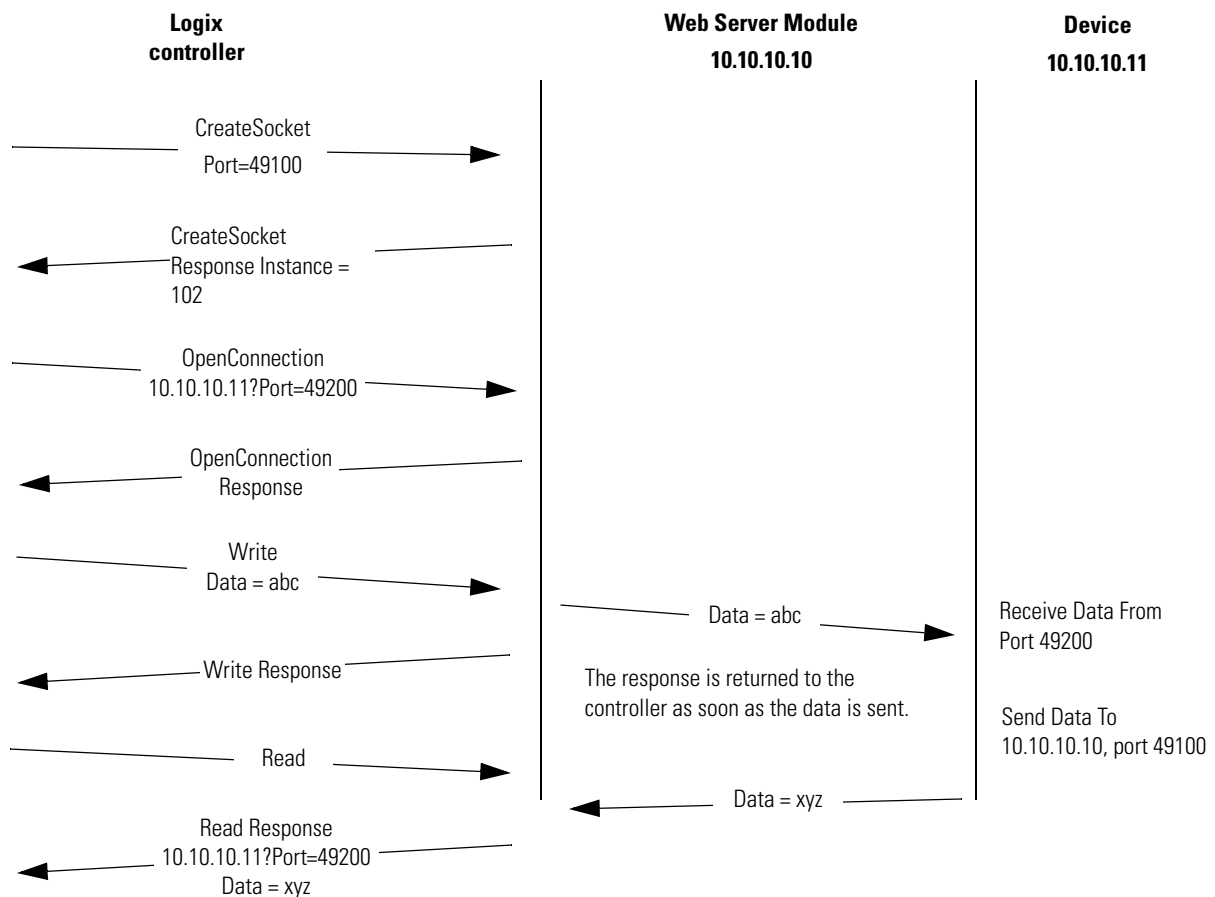 Logix
controller
Web Server Module
10.10.10.10
Device
10.10.10.11
CreateSocket
Port=49100
CreateSocket
Response Instance =
102
OpenConnection
10.10.10.11?Port=49200
OpenConnection
Response
Write
Data = abc
Data = abc
Receive Data From
Port 49200
Write Response
The response is returned to the
controller as soon as the data is sent.
Send Data To
10.10.10.10, port 49100
Read
Data = xyz
Read Response
10.10.10.11?Port=49200
Data = xyz